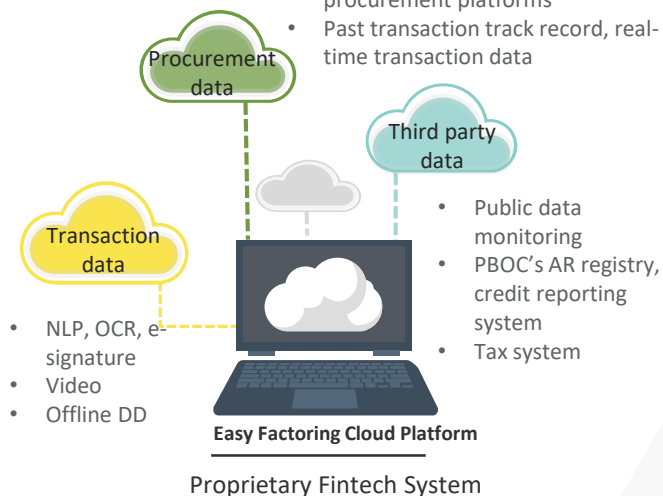 procurement platforms
• Past transaction track record, real-
time transaction data
Procurement
data
Third party
data
• Public data
monitoring
• PBOC's AR registry,
credit reporting
system
• Tax system
Transaction
data
• NLP, OCR, e-
signature
• Video
• Offline DD
Easy Factoring Cloud Platform
Proprietary Fintech System